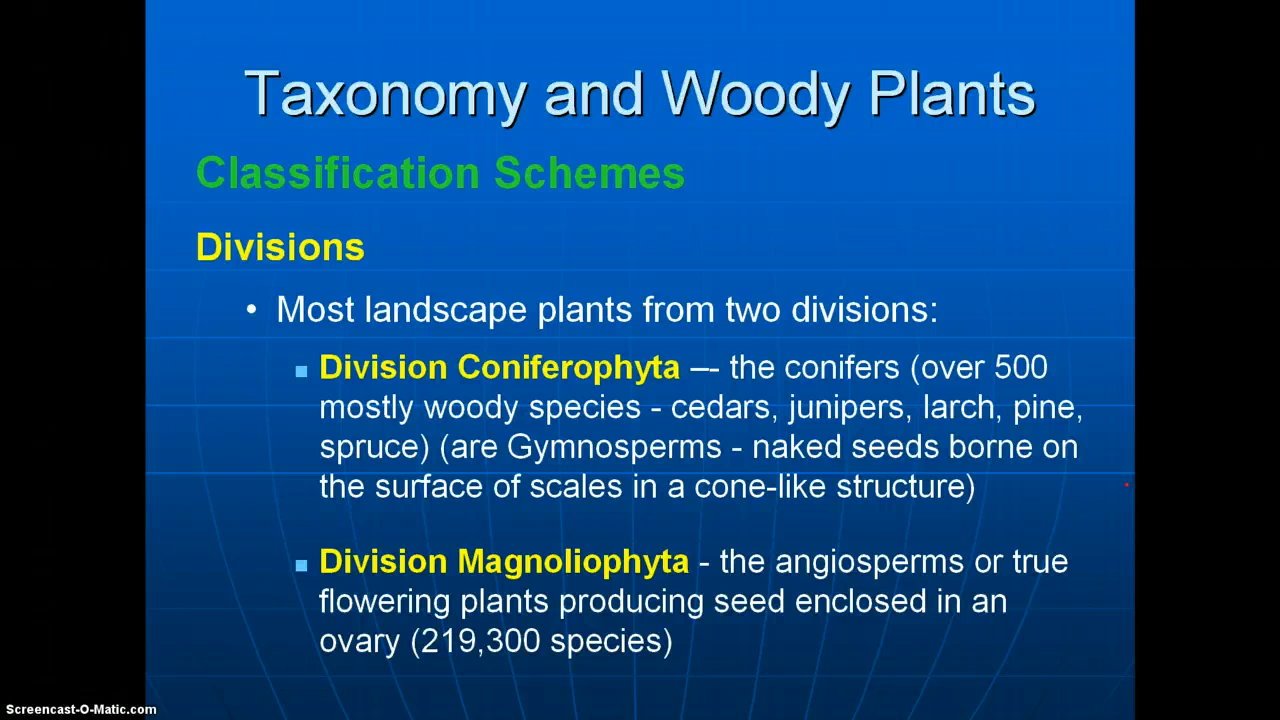 Taxonomy and Woody Plants
Classification Schemes
Divisions
• Most landscape plants from two divisions:
■ Division Coniferophyta –- the conifers (over 500
mostly woody species - cedars, junipers, larch, pine,
spruce) (are Gymnosperms - naked seeds borne on
the surface of scales in a cone-like structure)
■ Division Magnoliophyta - the angiosperms or true
flowering plants producing seed enclosed in an
ovary (219,300 species)
Screencast-O-Matic.com